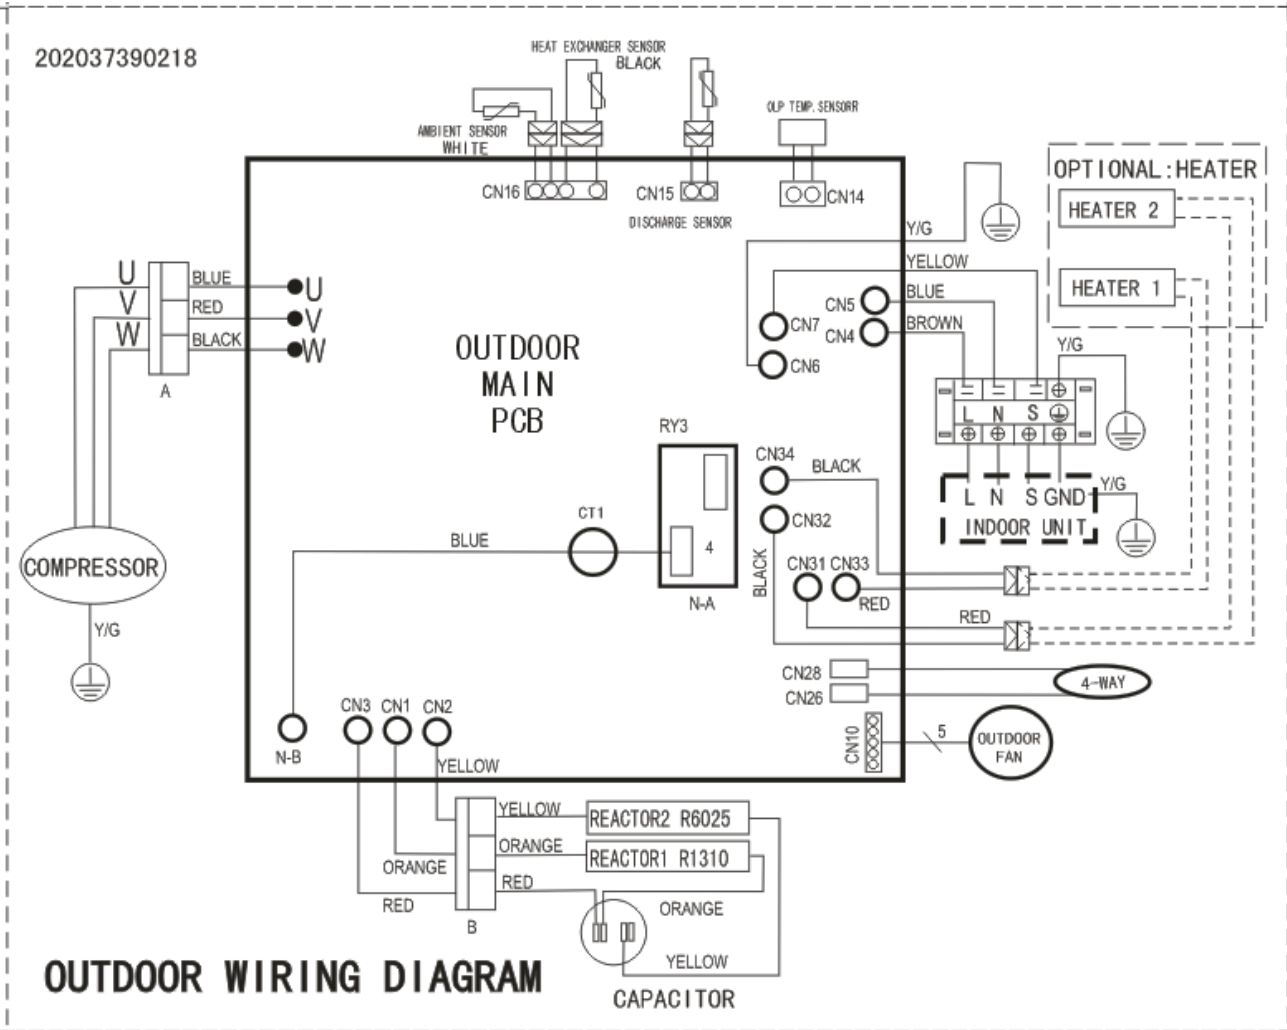 202037390218
HEAT EXCHANGER SENSOR
BLACK
AMBIENT SENSOR
WHITE
OLP TEMP. SENSORR
CN16
CN15
CN14
DISCHARGE SENSOR
OPTIONAL:HEATER
HEATER 2
HEATER 1
Y/G
YELLOW
BLUE
BROWN
CN5
CN4
CN7
CN6
U
V
W
BLUE
RED
BLACK
U
V
W
A
OUTDOOR
MAIN
PCB
Y/G
L N S
L N S GND
Y/G
INDOOR UNIT
RY3
4
N-A
CT1
BLUE
CN34
BLACK
CN32
BLACK
CN31 CN33
RED
RED
COMPRESSOR
Y/G
CN28
CN26
4-WAY
CN10
5
OUTDOOR
FAN
N-B
CN3 CN1 CN2
YELLOW
YELLOW
REACTOR2 R6025
ORANGE
ORANGE
REACTOR1 R1310
RED
RED
B
ORANGE
YELLOW
CAPACITOR
OUTDOOR WIRING DIAGRAM